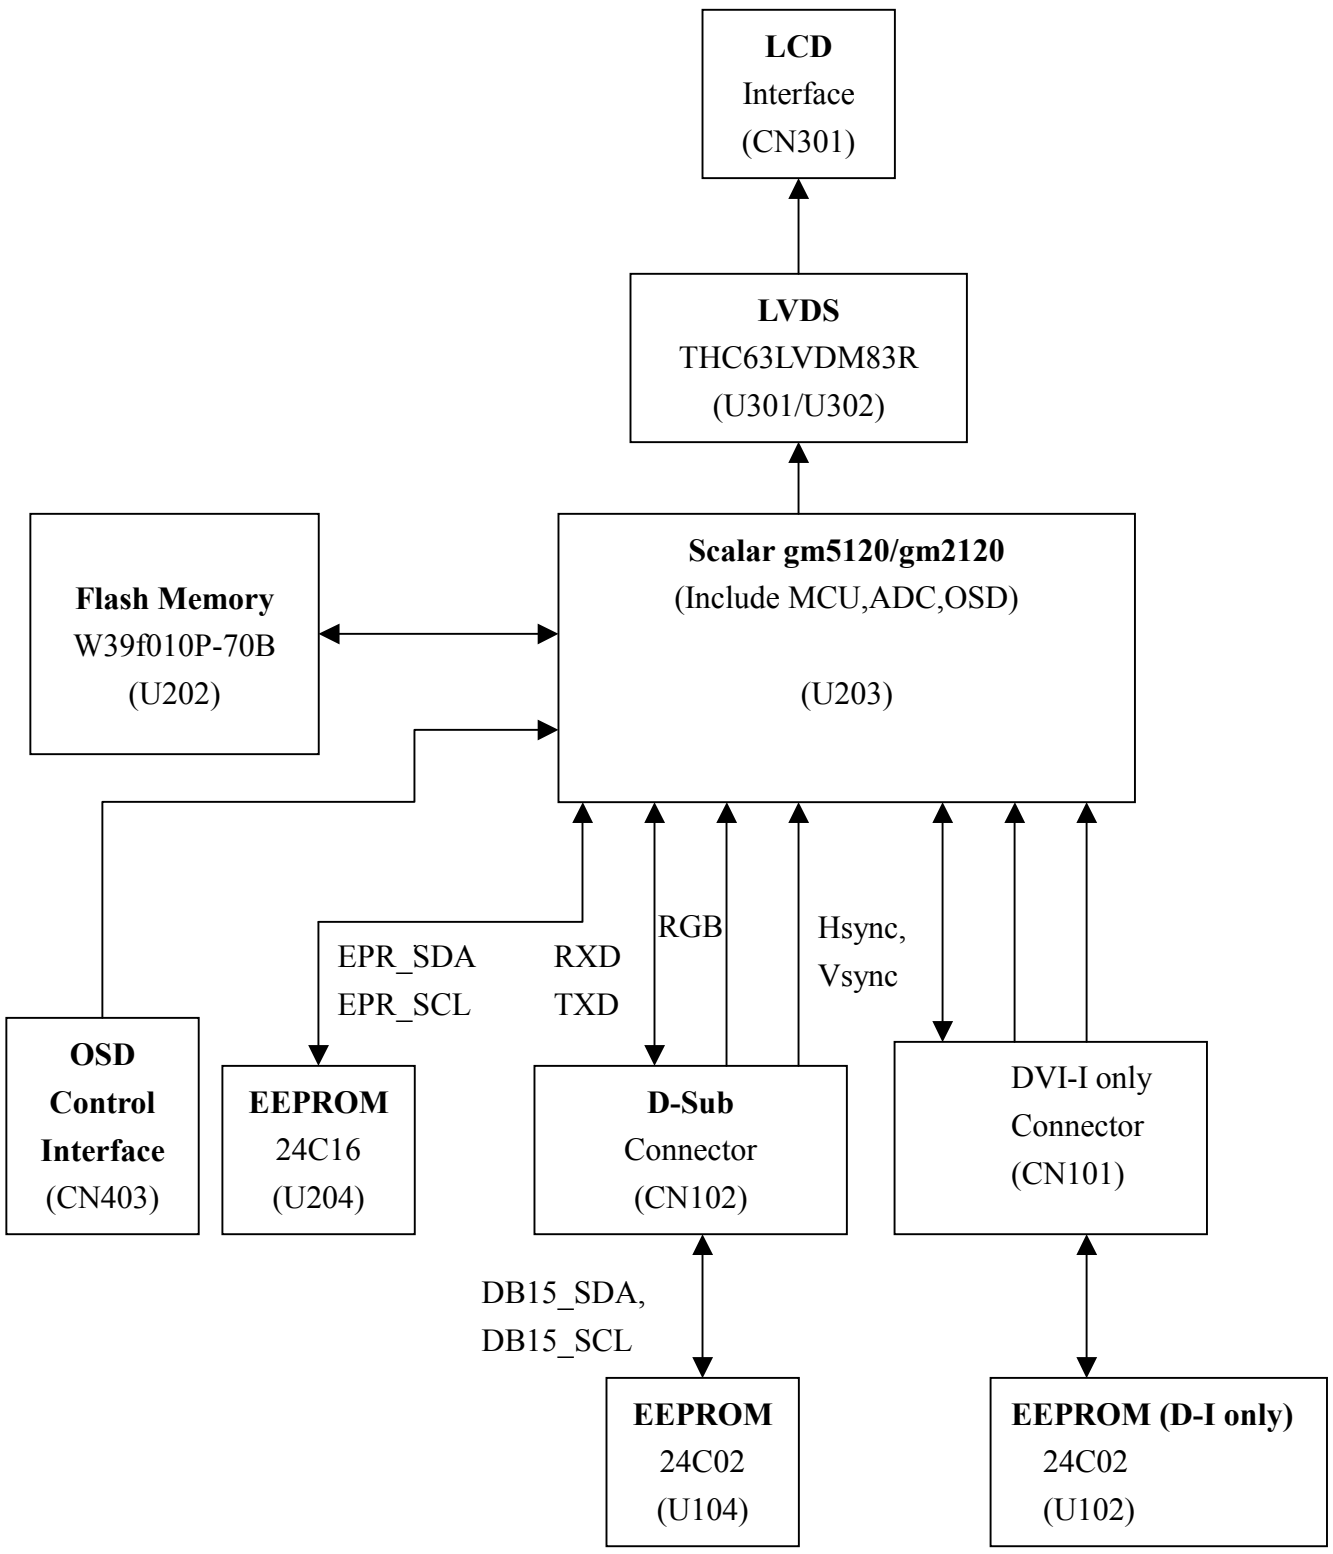 LCD
Interface
(CN301)
LVDS
THC63LVDM83R
(U301/U302)
Scalar gm5120/gm2120
(Include MCU,ADC,OSD)
(U203)
Flash Memory
W39f010P-70B
(U202)
EPR_SDA
EPR_SCL
RXD
TXD
RGB
Hsync,
Vsync
OSD
Control
Interface
(CN403)
EEPROM
24C16
(U204)
D-Sub
Connector
(CN102)
DVI-I only
Connector
(CN101)
DB15_SDA,
DB15_SCL
EEPROM
24C02
(U104)
EEPROM (D-I only)
24C02
(U102)